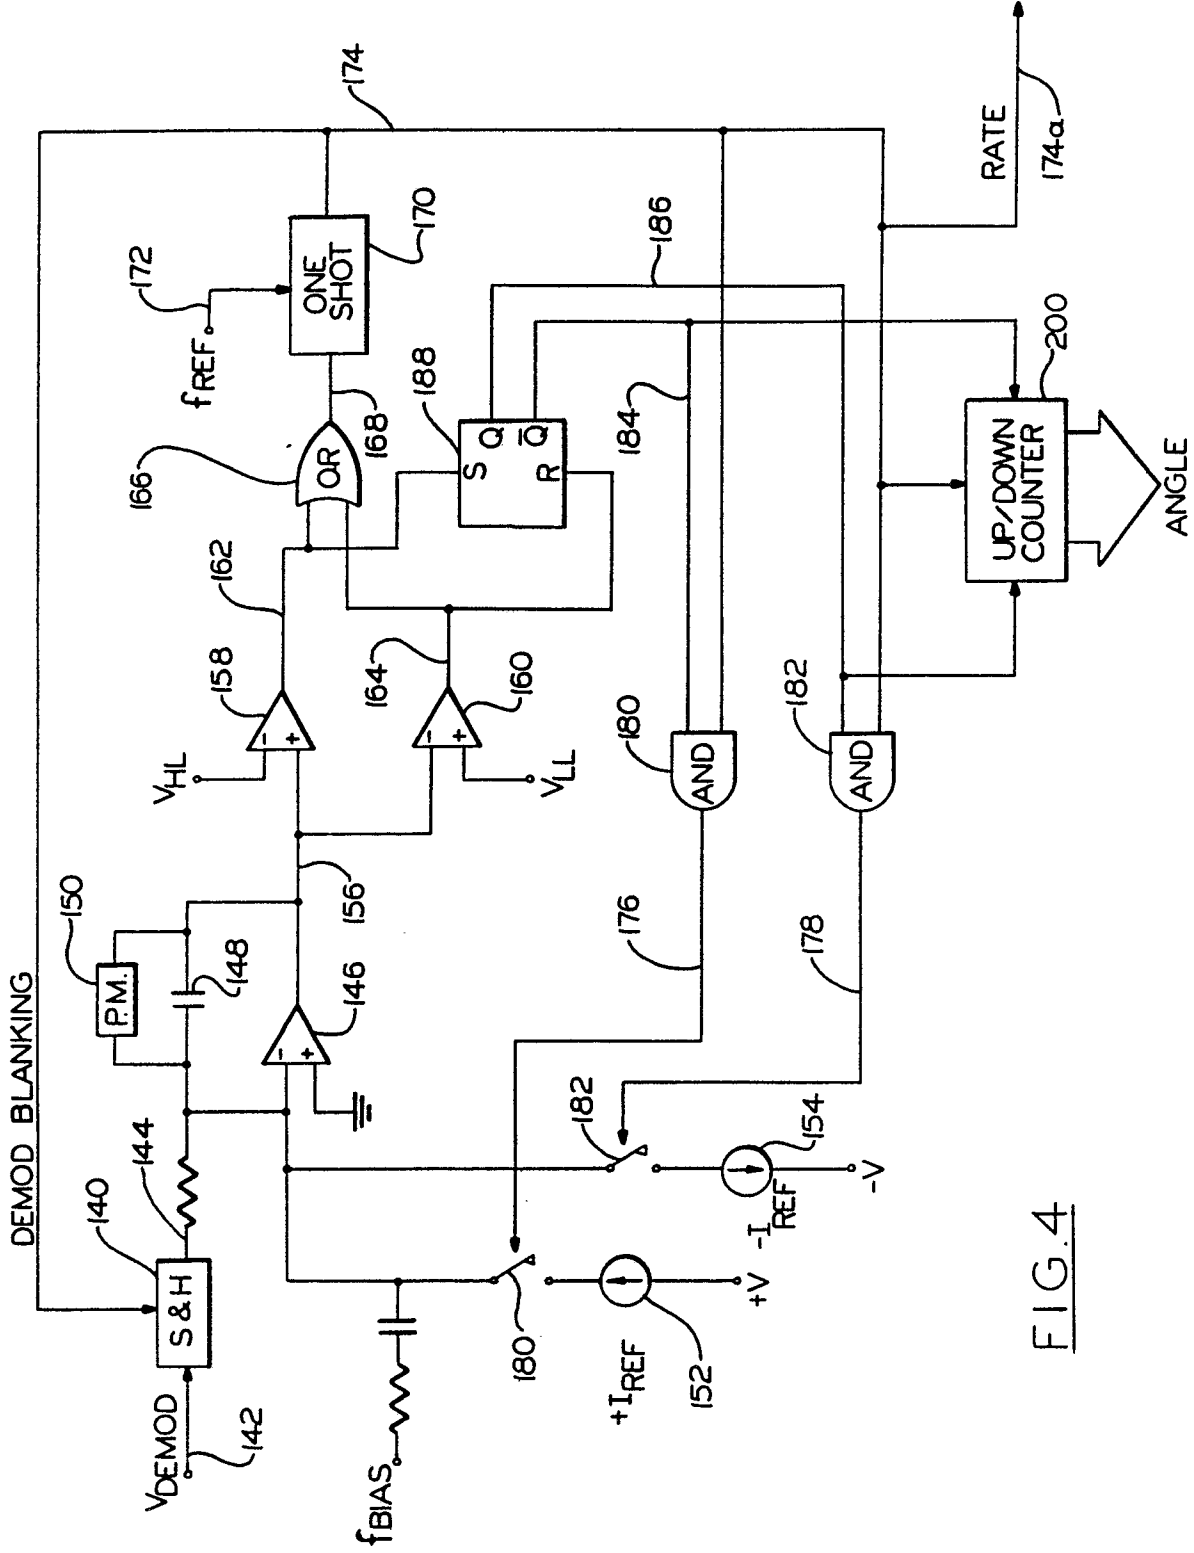 DEMOD BLANKING
VDEMOD
142
S & H
140
144
150
P.M.
148
146
-
+
156
fBIAS
180
+IREF
152
+V
182
-IREF
154
-V
VHL
158
-
+
162
VLL
160
-
+
164
166
OR
168
fREF
172
ONE
SHOT
170
174
188
S
Q
R
Q̅
184
186
176
180
AND
178
182
AND
UP/DOWN
COUNTER
200
ANGLE
RATE
174a
FIG. 4